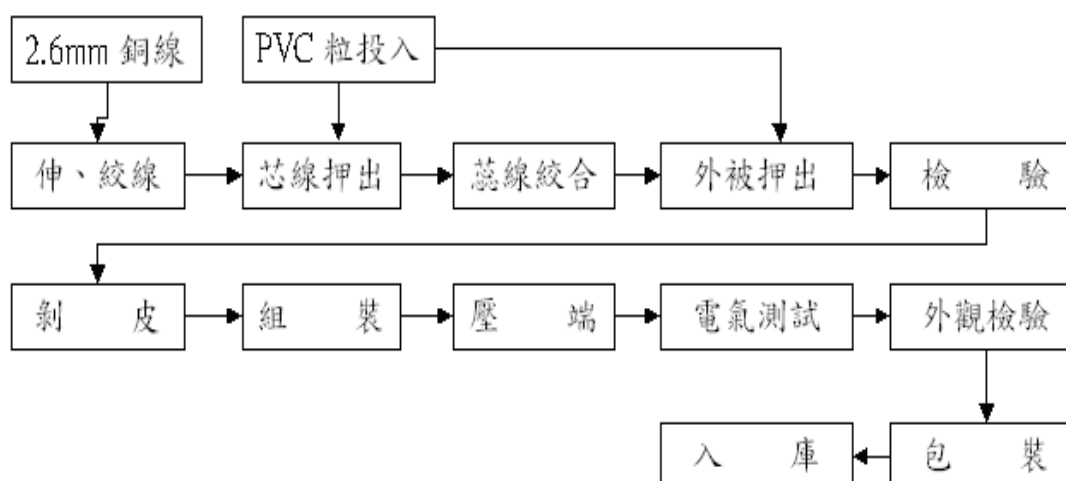 2.6mm 銅線
PVC 粒投入
伸、絞線
芯線押出
蕊線絞合
外被押出
檢 驗
剝 皮
組 裝
壓 端
電氣測試
外觀檢驗
入 庫
包 裝